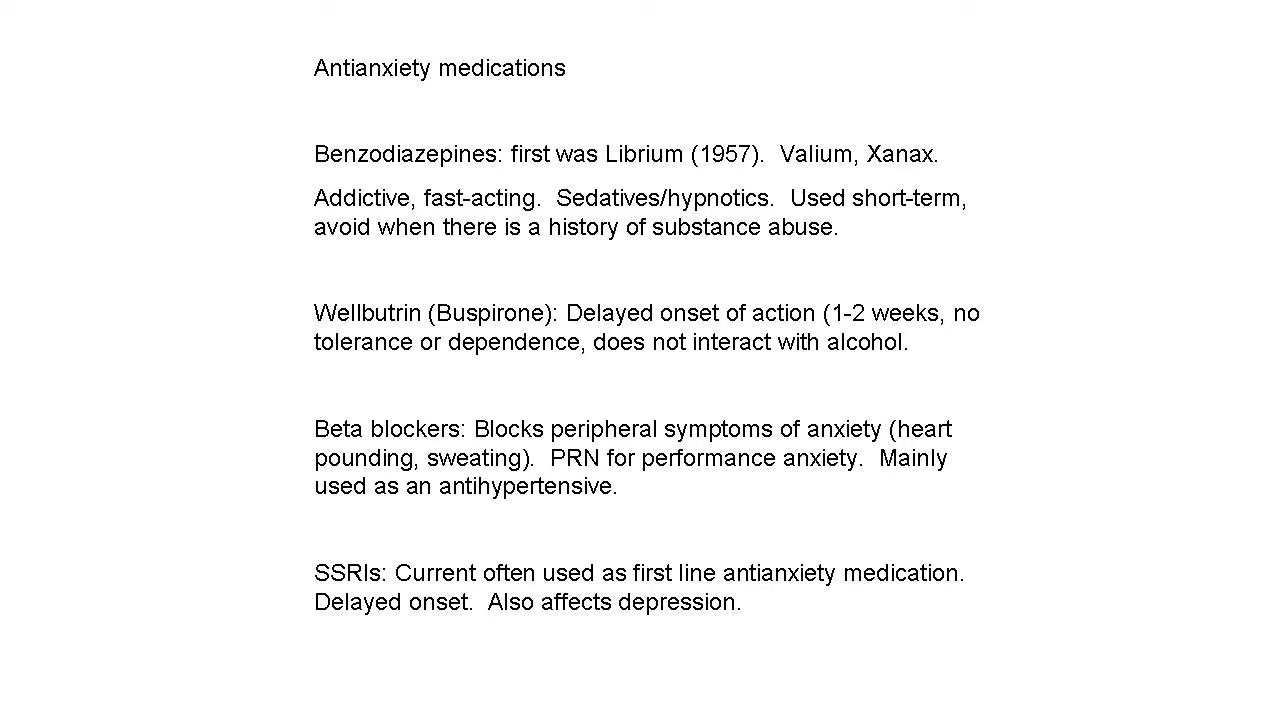 Antianxiety medications
Benzodiazepines: first was Librium (1957).  Valium, Xanax.
Addictive, fast-acting.  Sedatives/hypnotics.  Used short-term,
avoid when there is a history of substance abuse.
Wellbutrin (Buspirone): Delayed onset of action (1-2 weeks, no
tolerance or dependence, does not interact with alcohol.
Beta blockers: Blocks peripheral symptoms of anxiety (heart
pounding, sweating).  PRN for performance anxiety.  Mainly
used as an antihypertensive.
SSRIs: Current often used as first line antianxiety medication.
Delayed onset.  Also affects depression.